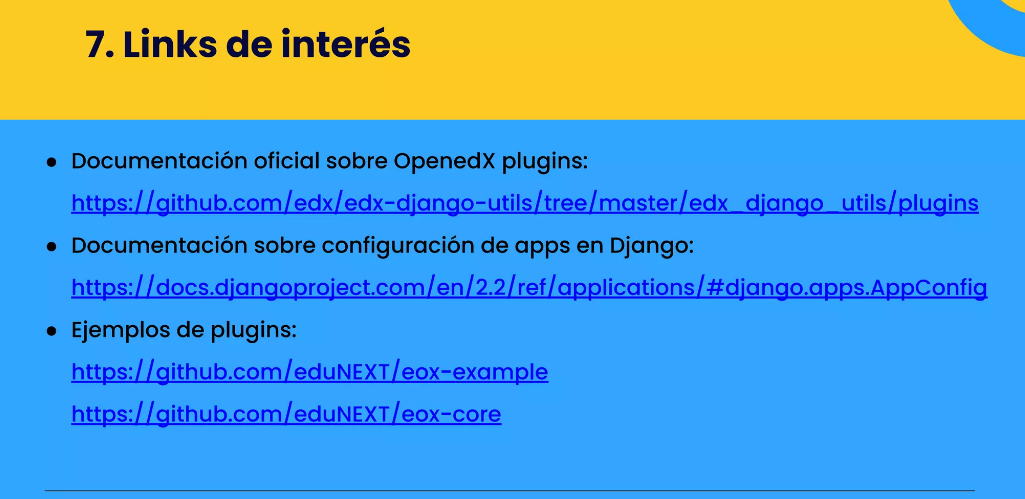 7. Links de interés
● Documentación oficial sobre OpenedX plugins:
https://github.com/edx/edx-django-utils/tree/master/edx_django_utils/plugins
● Documentación sobre configuración de apps en Django:
https://docs.djangoproject.com/en/2.2/ref/applications/#django.apps.AppConfig
● Ejemplos de plugins:
https://github.com/eduNEXT/eox-example
https://github.com/eduNEXT/eox-core